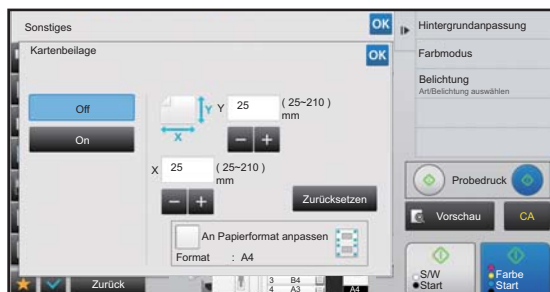 Sonstiges
OK
Kartenbeilage
OK
Off
On
Y
Y
25
( 25~210 )
mm
X
X
25
( 25~210 )
mm
Zurücksetzen
An Papierformat anpassen
Format : A4
Zurück
3 B4
4 A3
A4
Hintergrundanpassung
Farbmodus
Belichtung
Art/Belichtung auswählen
Probedruck
Vorschau
CA
S/W
Start
Farbe
Start